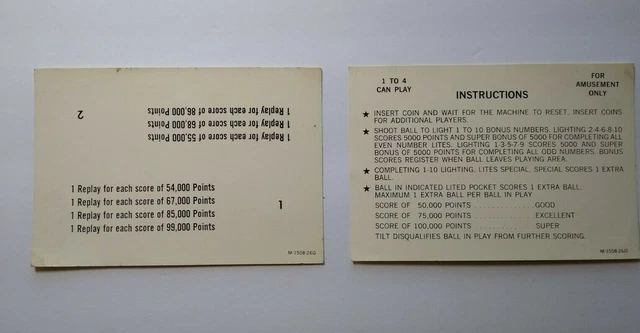 2
1 Replay for each score of 55,000 Points
1 Replay for each score of 68,000 Points
1 Replay for each score of 86,000 Points
1 Replay for each score of 54,000 Points
1 Replay for each score of 67,000 Points
1 Replay for each score of 85,000 Points
1 Replay for each score of 99,000 Points
1
1 TO 4
CAN PLAY
FOR
AMUSEMENT
ONLY
INSTRUCTIONS
★ INSERT COIN AND WAIT FOR THE MACHINE TO RESET. INSERT COINS
FOR ADDITIONAL PLAYERS.
★ SHOOT BALL TO LIGHT 1 TO 10 BONUS NUMBERS. LIGHTING 2-4-6-8-10
SCORES 5000 POINTS AND SUPER BONUS OF 5000 FOR COMPLETING ALL
EVEN NUMBER LITES. LIGHTING 1-3-5-7-9 SCORES 5000 AND SUPER
BONUS OF 5000 POINTS FOR COMPLETING ALL ODD NUMBERS. BONUS
SCORES REGISTER WHEN BALL LEAVES PLAYING AREA.
★ COMPLETING 1-10 LIGHTING, LITES SPECIAL. SPECIAL SCORES 1 EXTRA
BALL.
★ BALL IN INDICATED LITED POCKET SCORES 1 EXTRA BALL.
MAXIMUM 1 EXTRA BALL PER BALL IN PLAY
SCORE OF 50,000 POINTS ............ GOOD
SCORE OF 75,000 POINTS ............ EXCELLENT
SCORE OF 100,000 POINTS ............ SUPER
TILT DISQUALIFIES BALL IN PLAY FROM FURTHER SCORING.